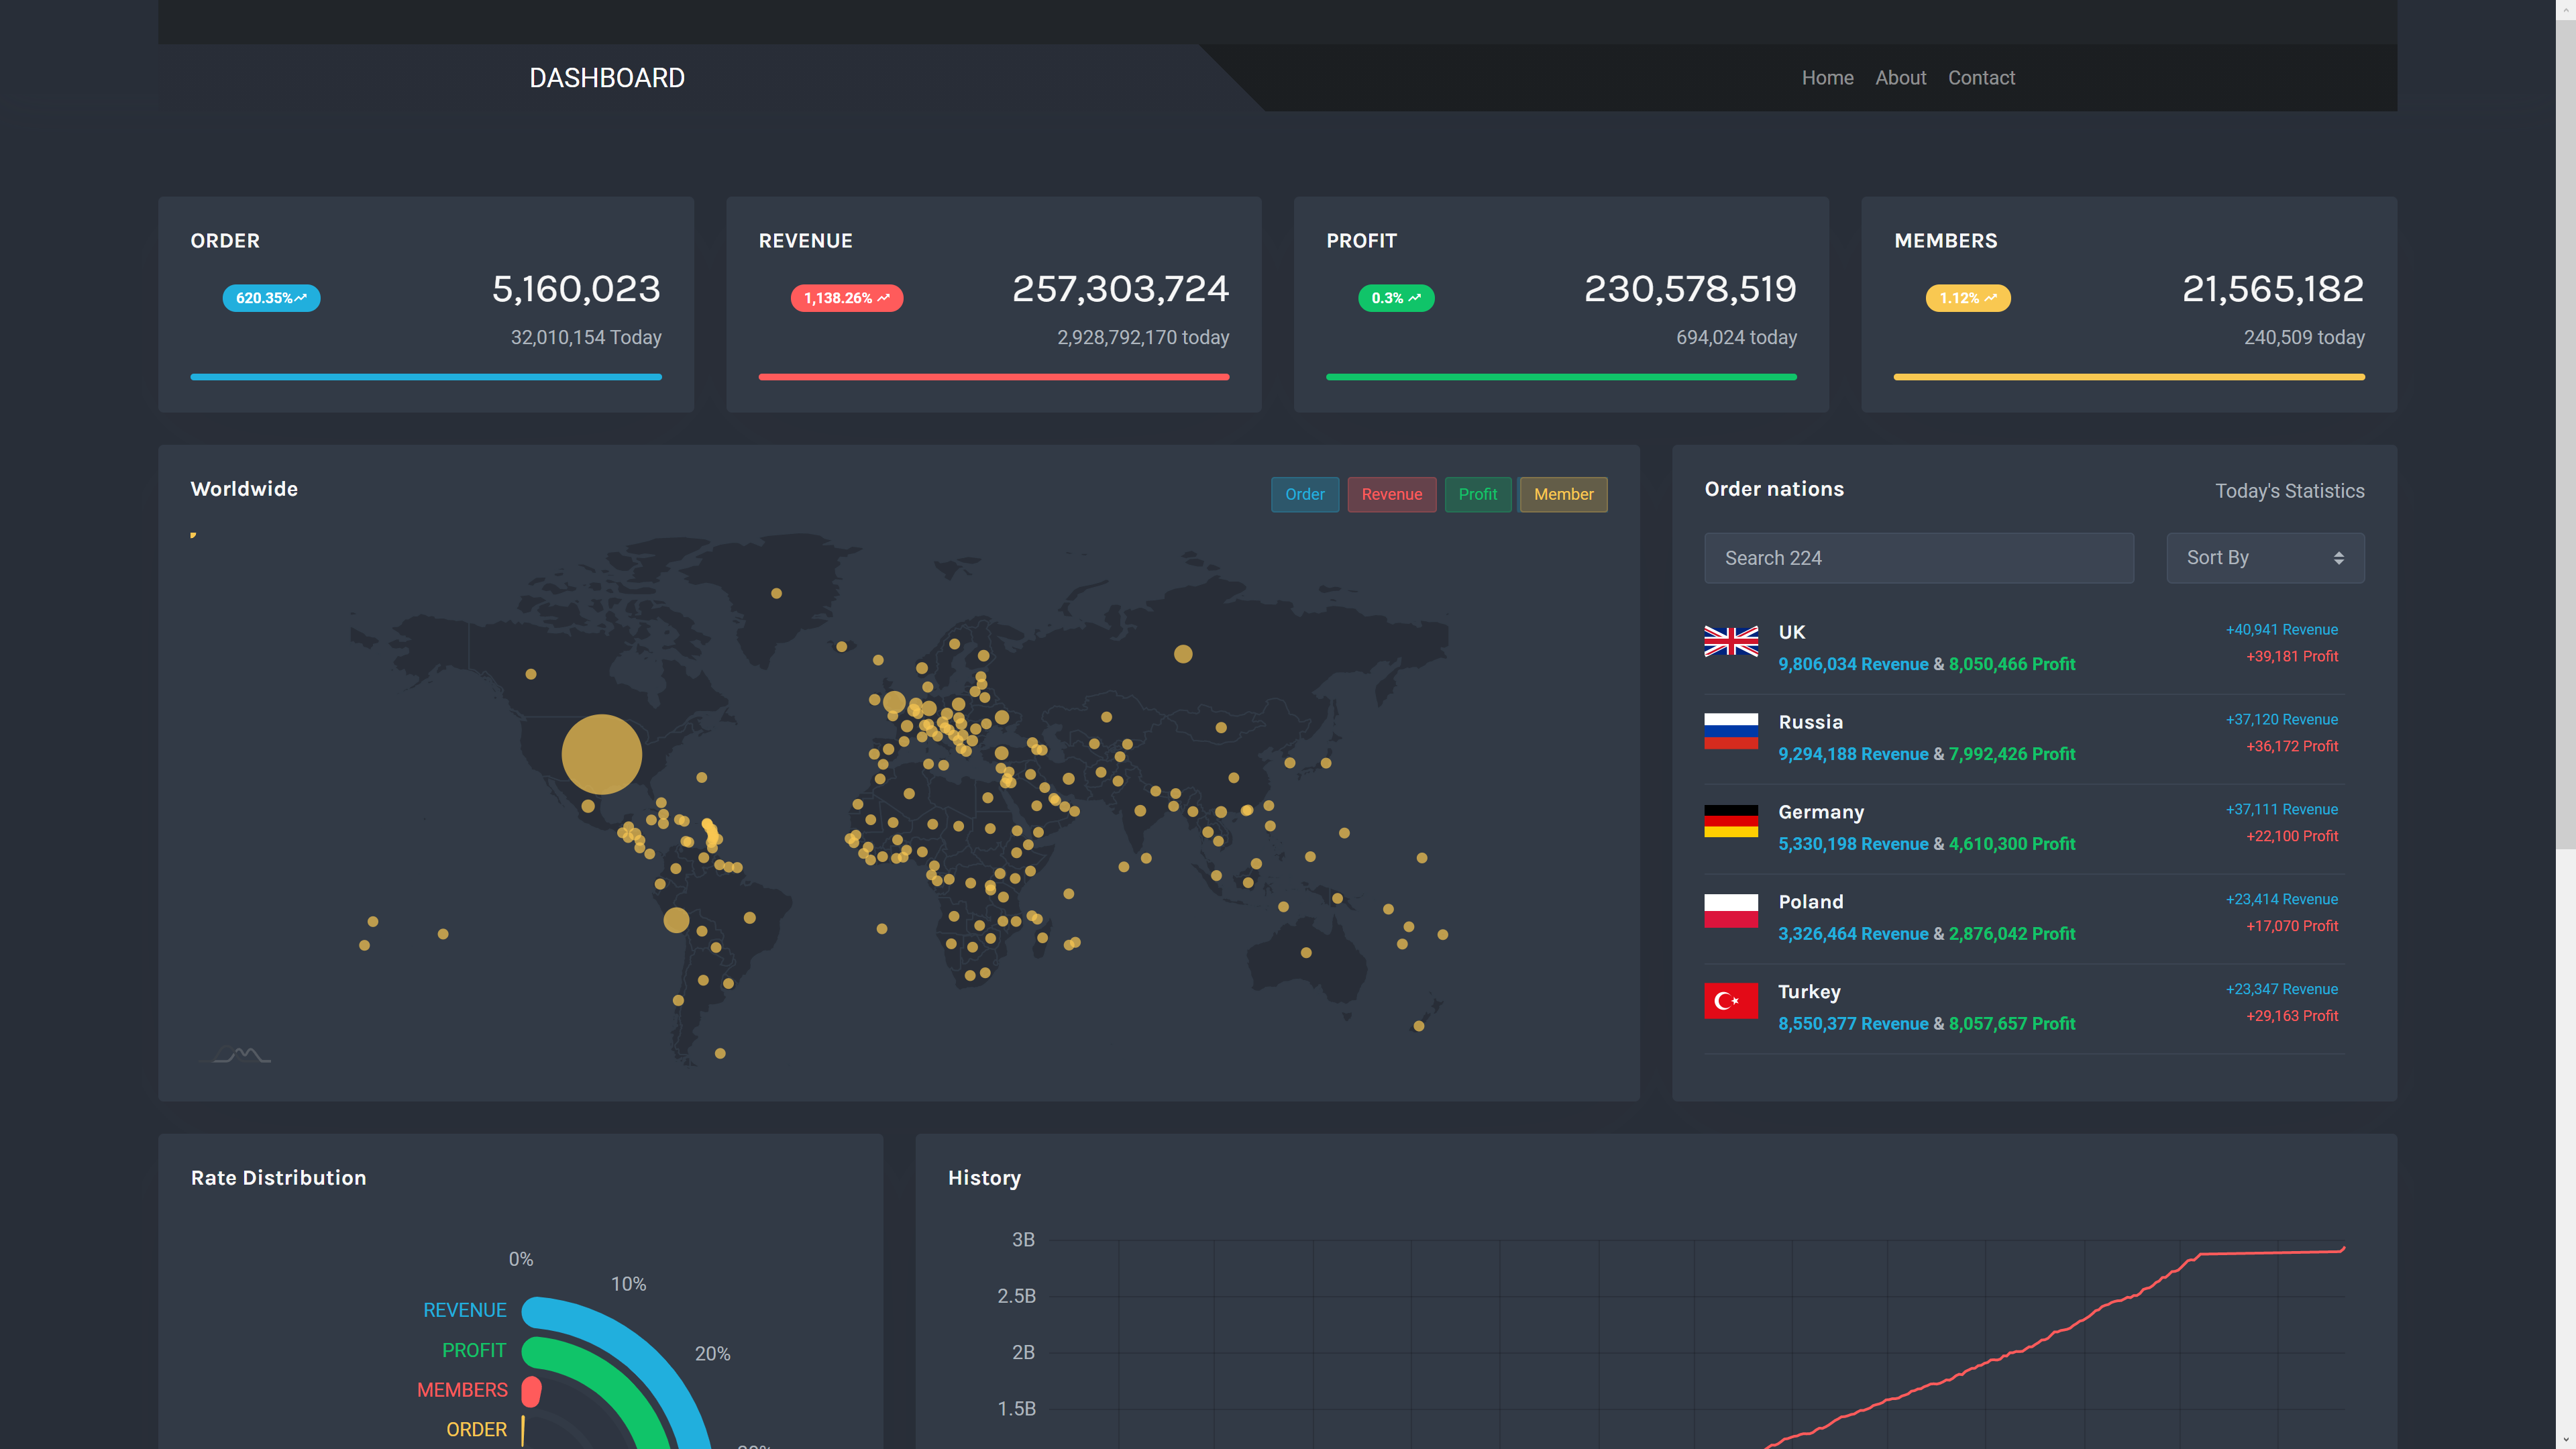 DASHBOARD
Home About Contact
ORDER
620.35%
5,160,023
32,010,154 Today
REVENUE
1,138.26%
257,303,724
2,928,792,170 today
PROFIT
0.3%
230,578,519
694,024 today
MEMBERS
1.12%
21,565,182
240,509 today
Worldwide
Order Revenue Profit Member
Order nations
Today's Statistics
Search 224
Sort By
UK
9,806,034 Revenue & 8,050,466 Profit
+40,941 Revenue
+39,181 Profit
Russia
9,294,188 Revenue & 7,992,426 Profit
+37,120 Revenue
+36,172 Profit
Germany
5,330,198 Revenue & 4,610,300 Profit
+37,111 Revenue
+22,100 Profit
Poland
3,326,464 Revenue & 2,876,042 Profit
+23,414 Revenue
+17,070 Profit
Turkey
8,550,377 Revenue & 8,057,657 Profit
+23,347 Revenue
+29,163 Profit
Rate Distribution
0%
10%
20%
REVENUE
PROFIT
MEMBERS
ORDER
History
3B
2.5B
2B
1.5B